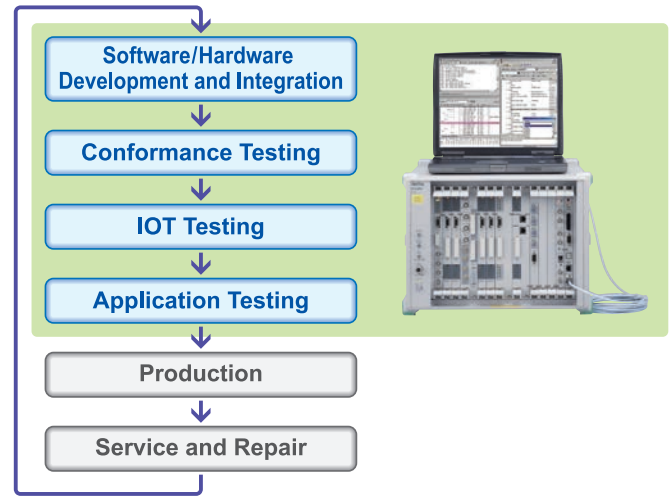 Software/Hardware
Development and Integration
Conformance Testing
IOT Testing
Application Testing
Production
Service and Repair